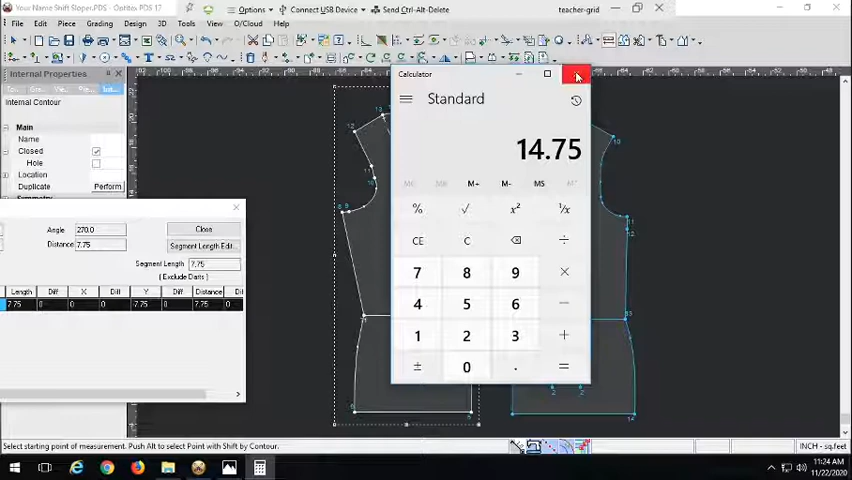 Your Name Shift Sloper.PDS - Optitex PDS 17
Options
Connect USB Device
Send Ctrl-Alt-Delete
teacher-grid
File
Piece
Grading
Design
3D
Tools
View
O/Cloud
Help
Internal Properties
Internal Contour
Main
Name
Closed
Hole
Location
Duplicate
Perform
Calculator
Standard
14.75
M+
M-
MS
%
√
x²
¹/x
CE
C
÷
7
8
9
×
4
5
6
−
1
2
3
+
±
0
.
=
Angle
270.0
Close
Distance
7.75
Segment Length Edit...
Segment Length
7.75
( Exclude Darts )
Length
Diff
X
Diff
Y
Diff
Distance
7.75
0
0
0
-7.75
0
7.75
0
Select starting point of measurement. Push Alt to select Point with Shift by Contour.
INCH - sq.feet
11:24 AM
11/22/2020